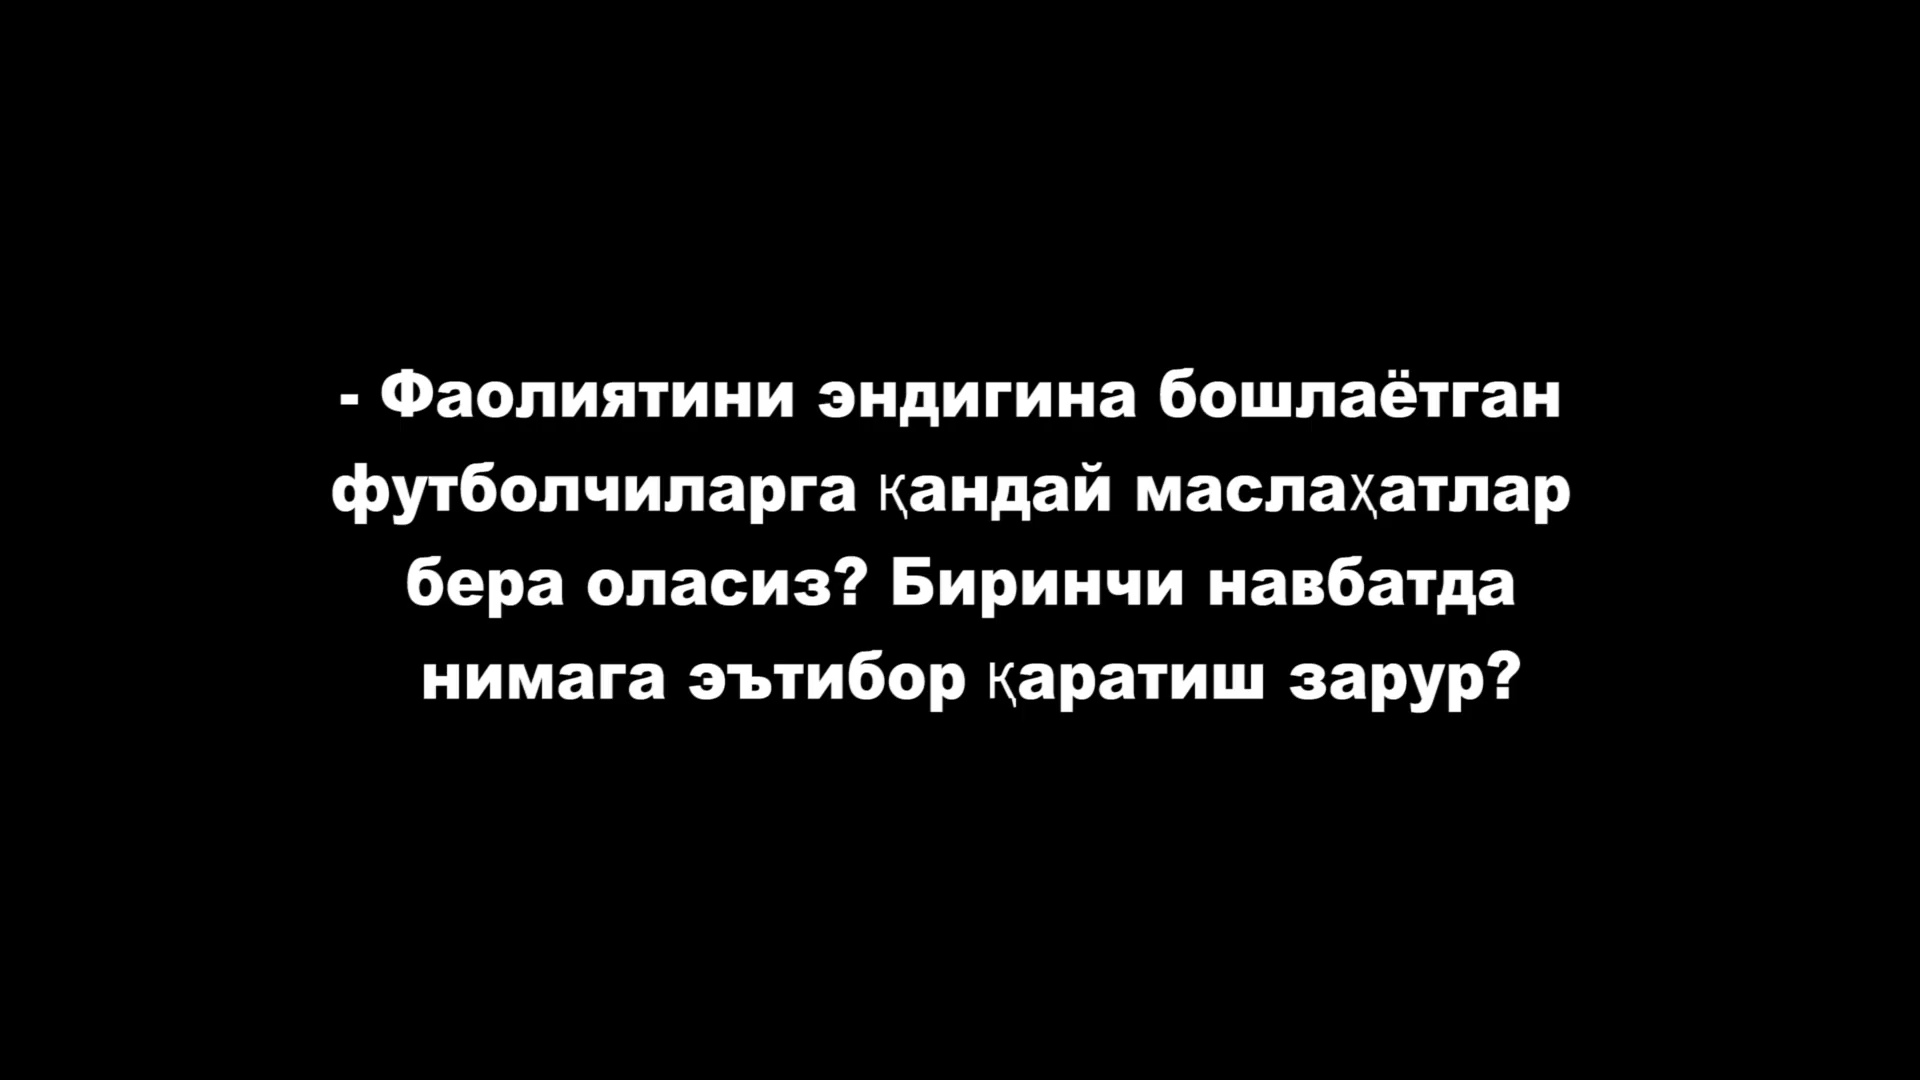 - Фаолиятини эндигина бошлаётган
футболчиларга қандай маслаҳатлар
бера оласиз? Биринчи навбатда
нимага эътибор қаратиш зарур?